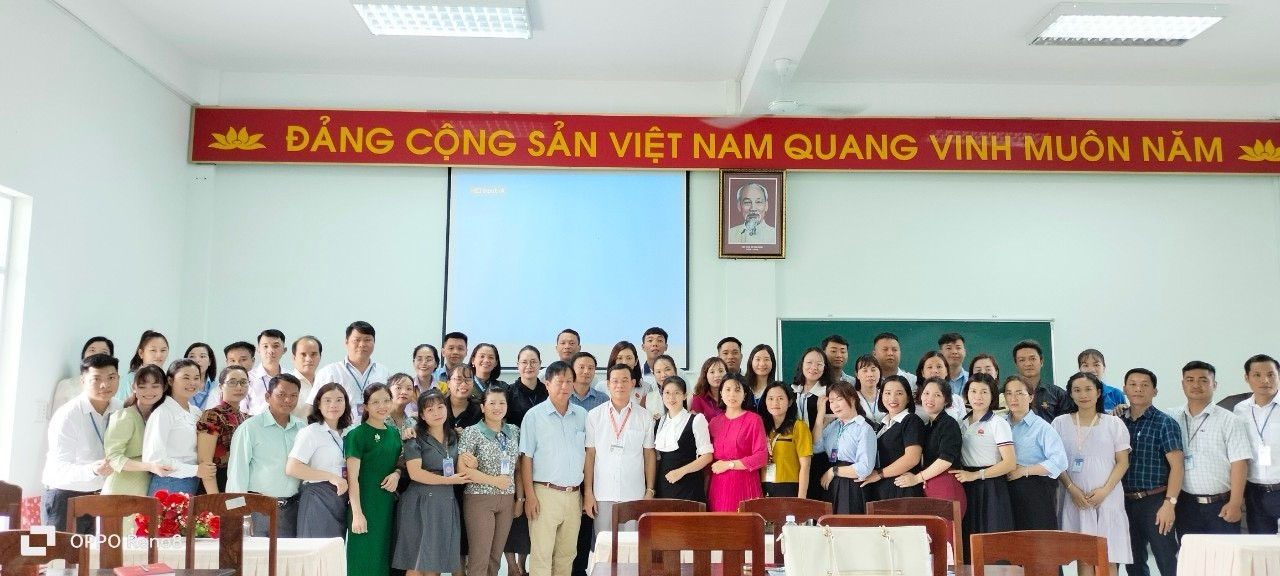 ĐẢNG CỘNG SẢN VIỆT NAM QUANG VINH MUÔN NĂM
OPPO Reno8